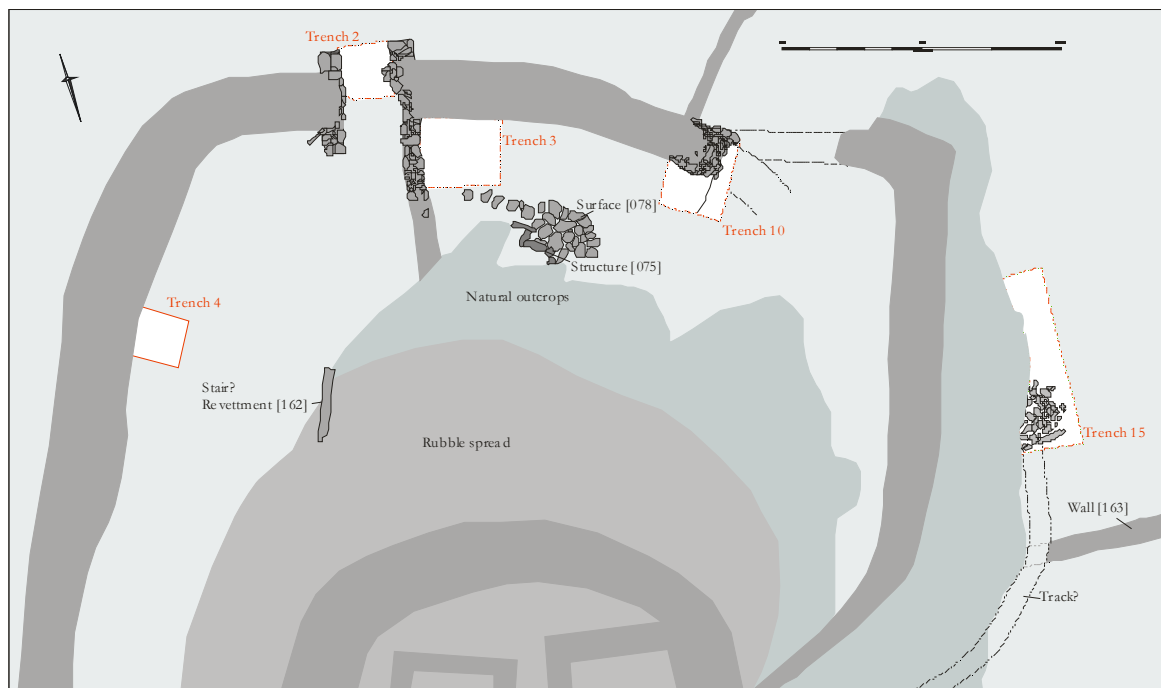 Trench 2
Trench 3
Surface [078]
Trench 10
Structure [075]
Natural outcrops
Trench 4
Stair?
Revettment [162]
Rubble spread
Trench 15
Wall [163]
Track?